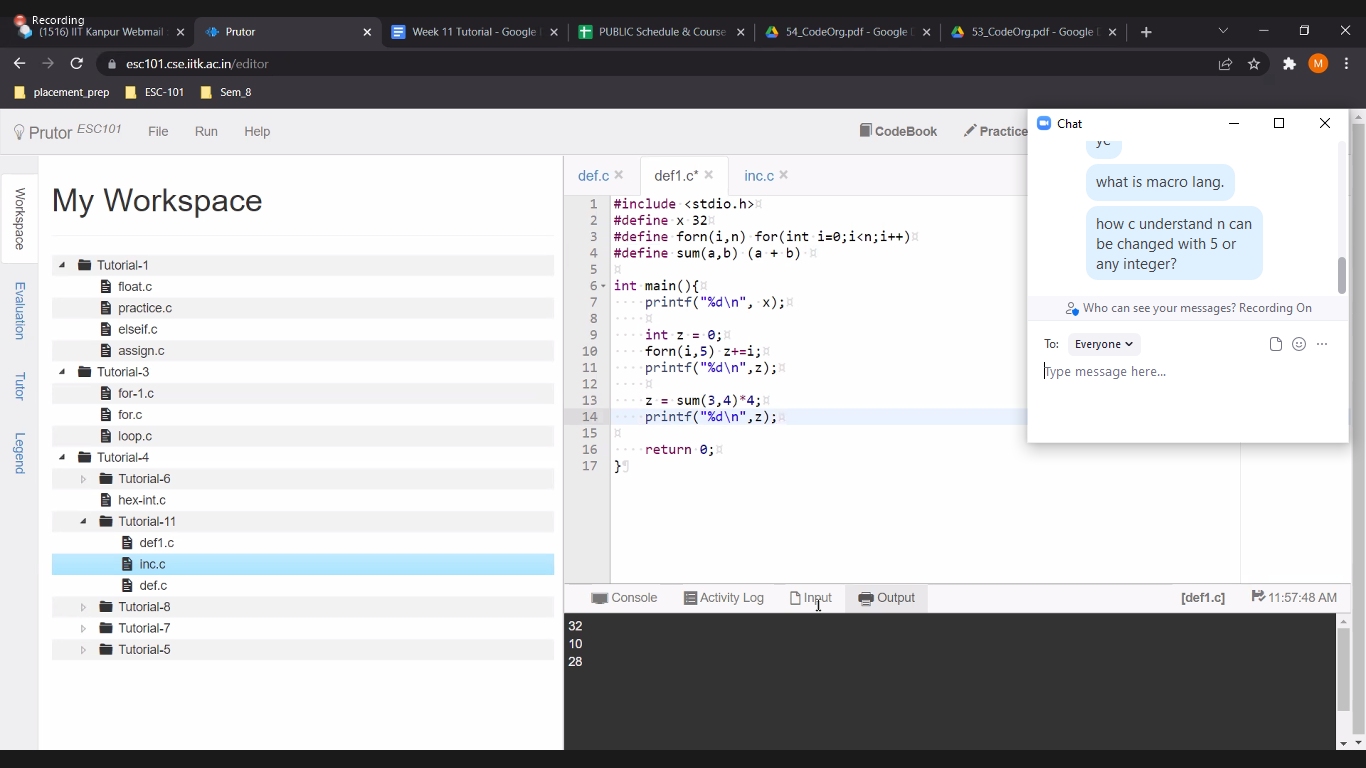 Recording
(1516) IIT Kanpur Webmail
Prutor
Week 11 Tutorial - Google
PUBLIC Schedule & Course
54_CodeOrg.pdf - Google
53_CodeOrg.pdf - Google
esc101.cse.iitk.ac.in/editor
M
placement_prep
ESC-101
Sem_8
Prutor ESC101
File
Run
Help
CodeBook
Practice
Workspace
Evaluation
Tutor
Legend
My Workspace
Tutorial-1
float.c
practice.c
elseif.c
assign.c
Tutorial-3
for-1.c
for.c
loop.c
Tutorial-4
Tutorial-6
hex-int.c
Tutorial-11
def1.c
inc.c
def.c
Tutorial-8
Tutorial-7
Tutorial-5
def.c
def1.c*
inc.c
1 #include <stdio.h>
2 #define x 32
3 #define forn(i,n) for(int i=0;i<n;i++)
4 #define sum(a,b) (a + b)
5
6 int main(){
7 printf("%d\n", x);
8
9 int z = 0;
10 forn(i,5) z+=i;
11 printf("%d\n",z);
12
13 z = sum(3,4)*4;
14 printf("%d\n",z);
15
16 return 0;
17 }
Console
Activity Log
Input
Output
[def1.c]
11:57:48 AM
32
10
28
Chat
what is macro lang.
how c understand n can
be changed with 5 or
any integer?
Who can see your messages? Recording On
To:
Everyone
Type message here...